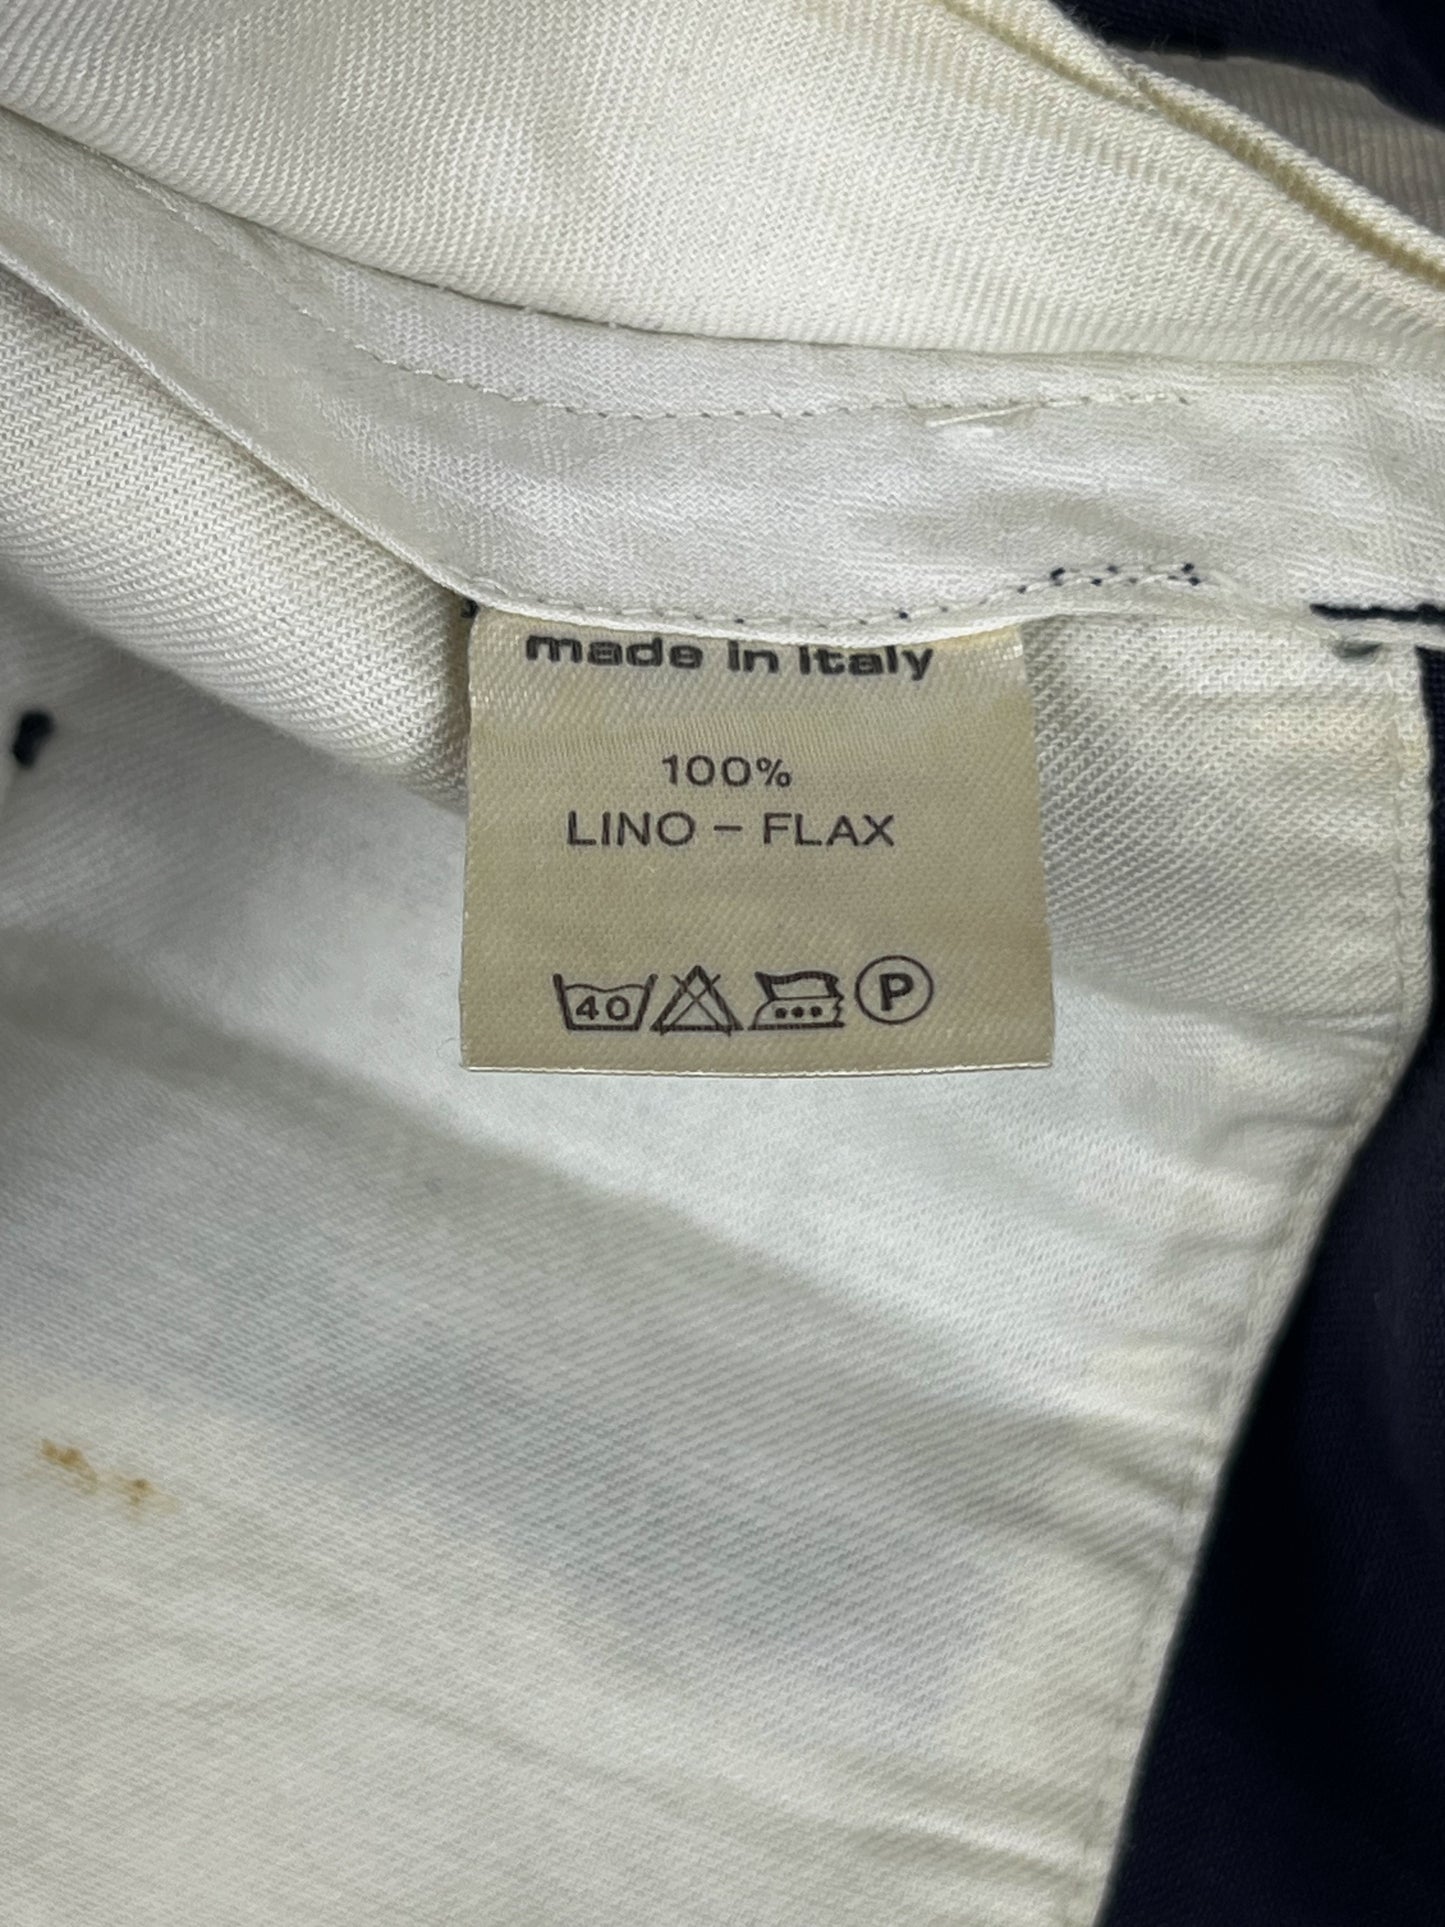 made in italy
100%
LINO - FLAX
40 P